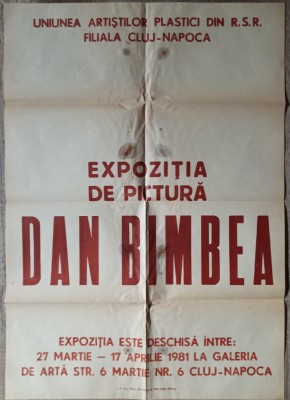 UNIUNEA ARTIȘTILOR PLASTICI DIN R.S.R.
FILIALA CLUJ-NAPOCA
EXPOZIȚIA
DE PICTURĂ
DAN BIMBEA
EXPOZIȚIA ESTE DESCHISĂ ÎNTRE:
27 MARTIE — 17 APRILIE 1981 LA GALERIA
DE ARTĂ STR. 6 MARTIE NR. 6 CLUJ-NAPOCA